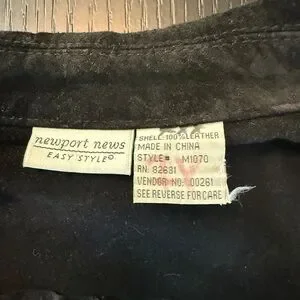 newport news
EASY STYLE©
SHELL: 100% LEATHER
MADE IN CHINA
STYLE# M1070
RN: 82631
VENDOR NO: 00261
SEE REVERSE FOR CARE